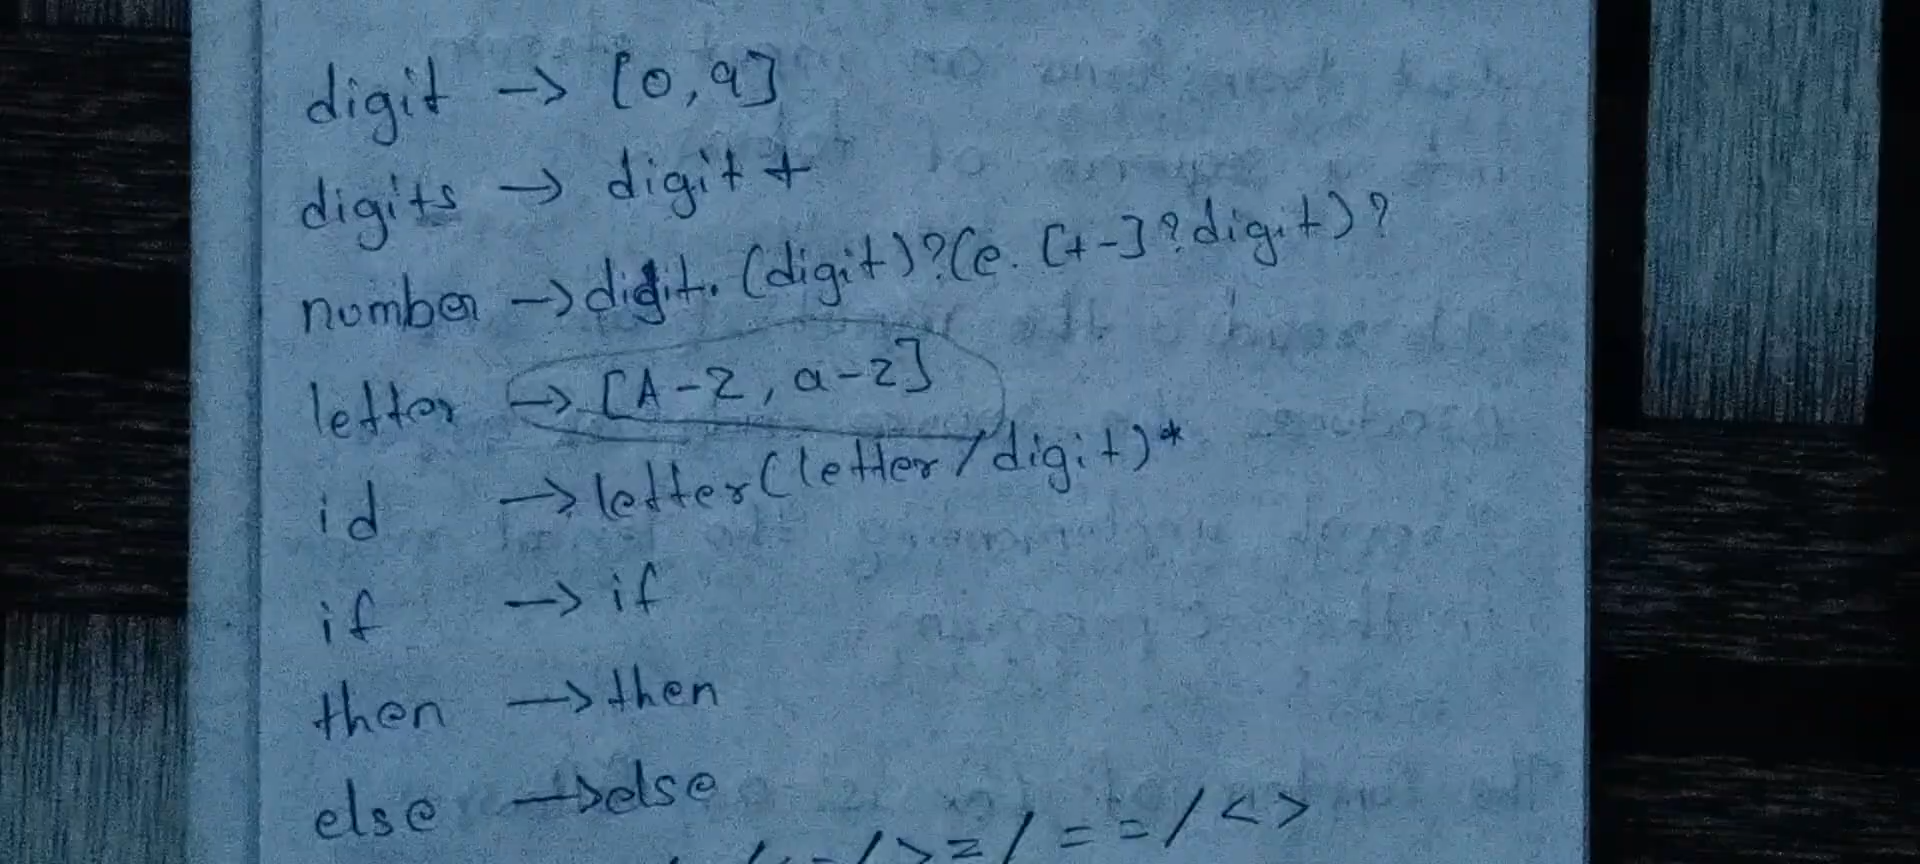 digit → [0,9]
digits → digit +
number → digit. (digit)?(e. [+-]?digit)?
letter → [A-Z, a-z]
id → letter(letter/digit)*
if → if
then → then
else → else
/>=/==/<>